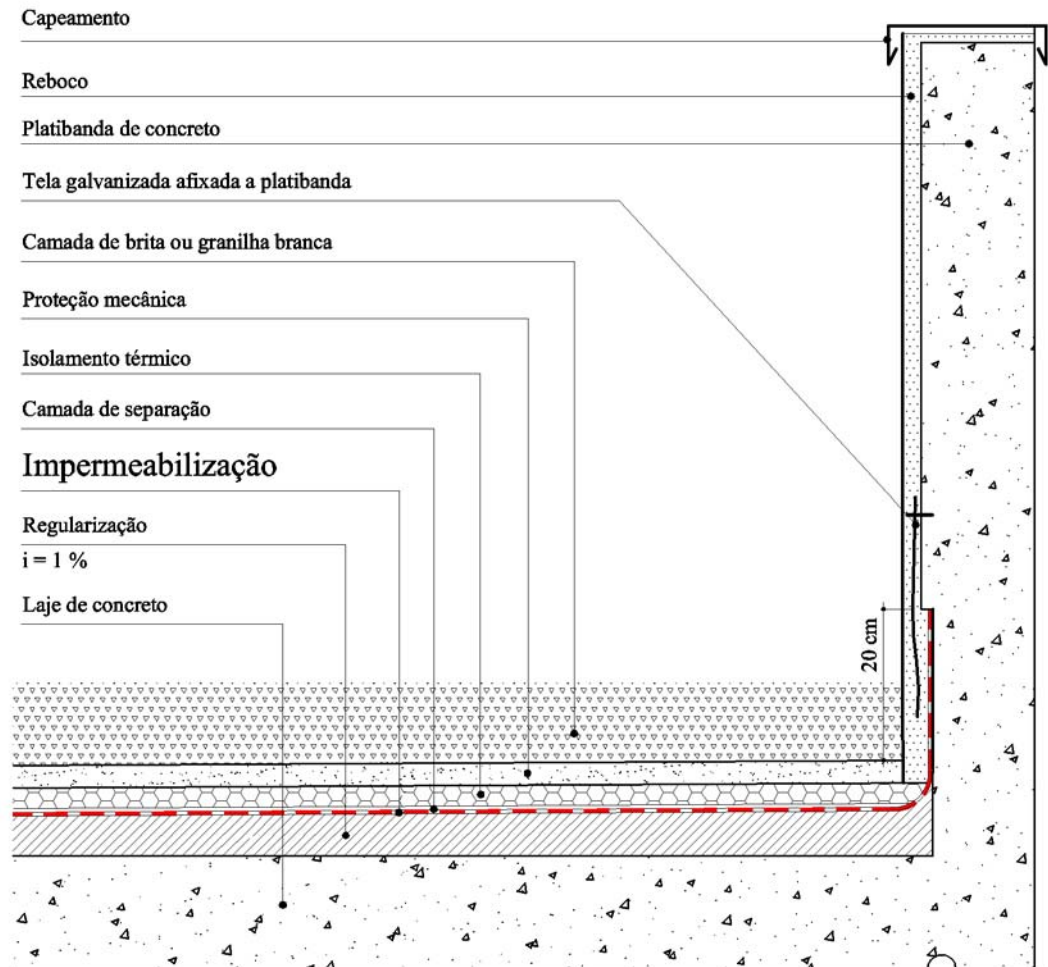 Capeamento
Reboco
Platibanda de concreto
Tela galvanizada afixada a platibanda
Camada de brita ou granilha branca
Proteção mecânica
Isolamento térmico
Camada de separação
Impermeabilização
Regularização
i = 1 %
Laje de concreto
20 cm